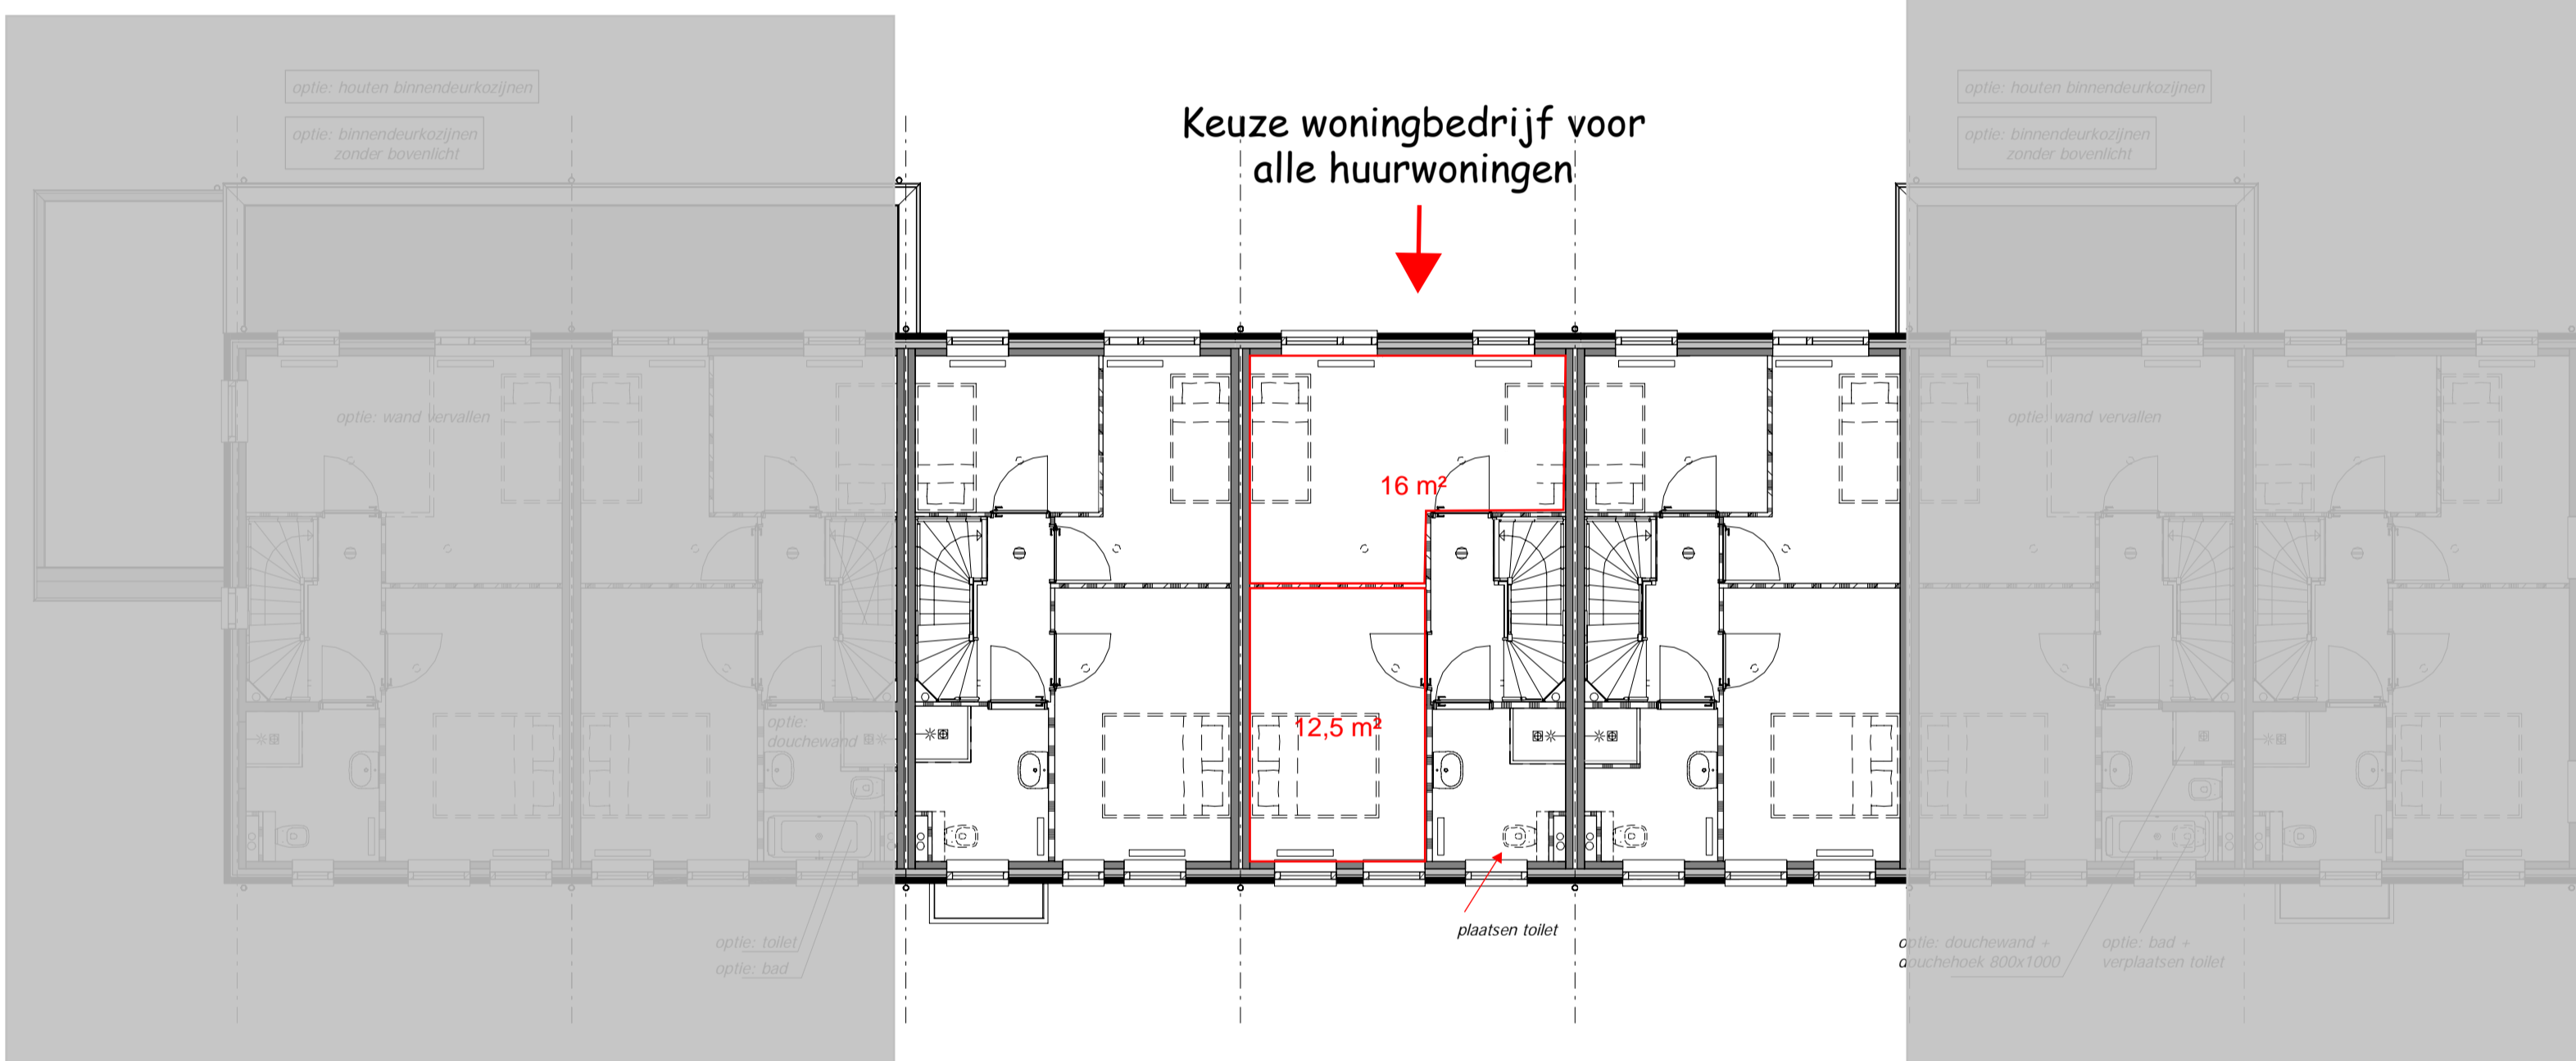 optie: houten binnendeurkozijnen
optie: binnendeurkozijnen
zonder bovenlicht
Keuze woningbedrijf voor
alle huurwoningen
optie: houten binnendeurkozijnen
optie: binnendeurkozijnen
zonder bovenlicht
optie: wand vervallen
optie: wand vervallen
16 m²
12,5 m²
optie:
douchewand
plaatsen toilet
optie: toilet
optie: bad
optie: douchewand +
douchehoek 800x1000
optie: bad +
verplaatsen toilet